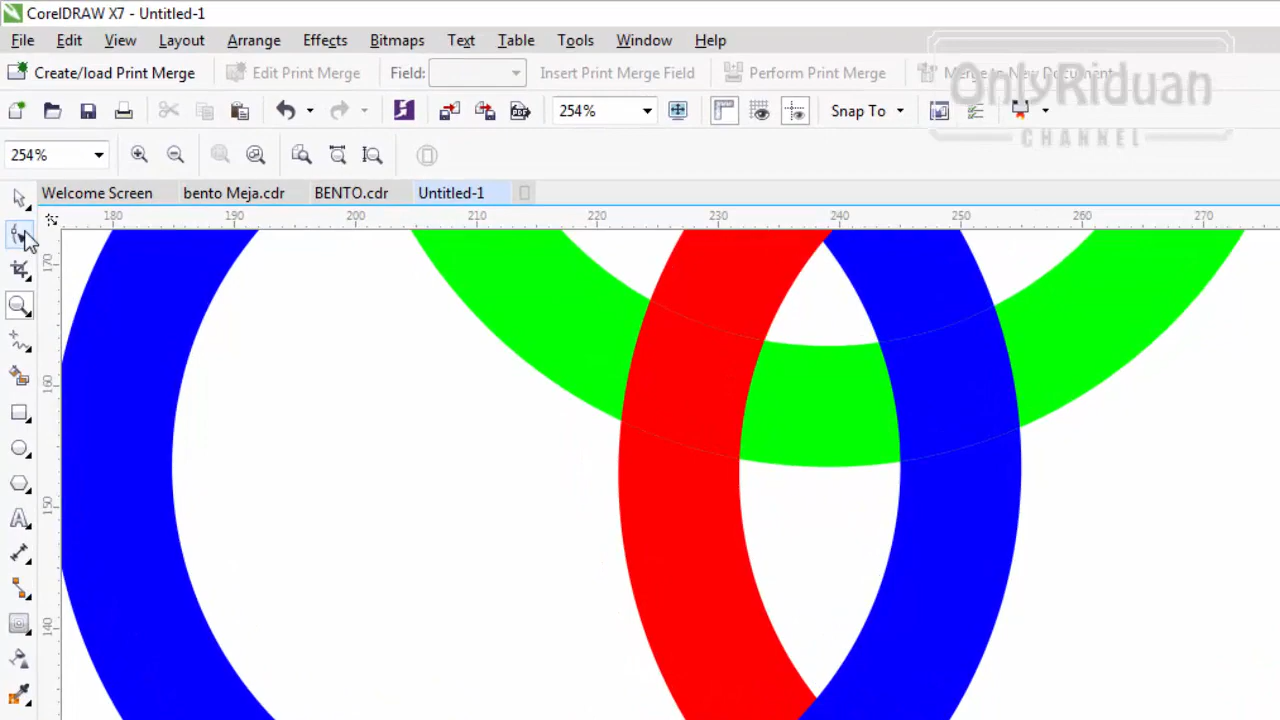 CorelDRAW X7 - Untitled-1
File Edit View Layout Arrange Effects Bitmaps Text Table Tools Window Help
Create/load Print Merge Edit Print Merge Field: Insert Print Merge Field Perform Print Merge Merge to New Document
OnlyRiduan
CHANNEL
254% Snap To
254%
Welcome Screen bento Meja.cdr BENTO.cdr Untitled-1
180 190 200 210 220 230 240 250 260 270
170
160
150
140